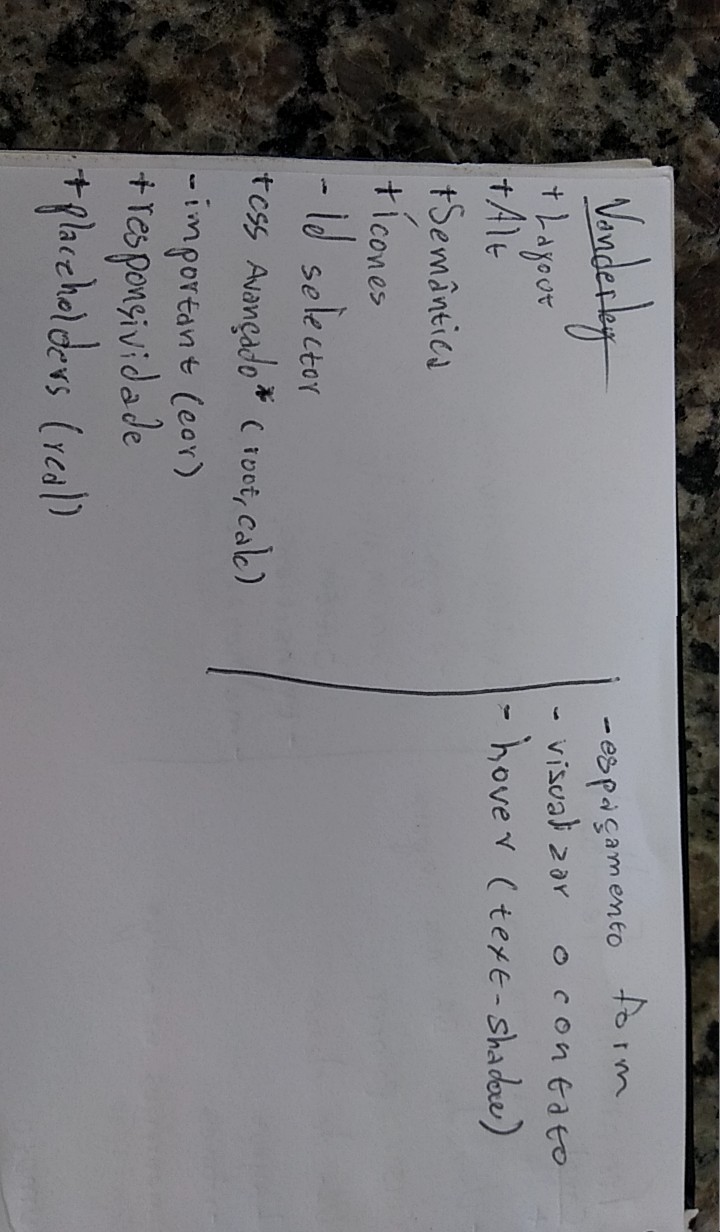 Vanderley
+ Layout
+ Alt
+ Semântica
+ Ícones
- Id selector
+ css Avançado* (root, calc)
- important (cor)
+ responsividade
+ placeholders (real)
- espaçamento form
- visualizar o contato
- hover (text-shadow)